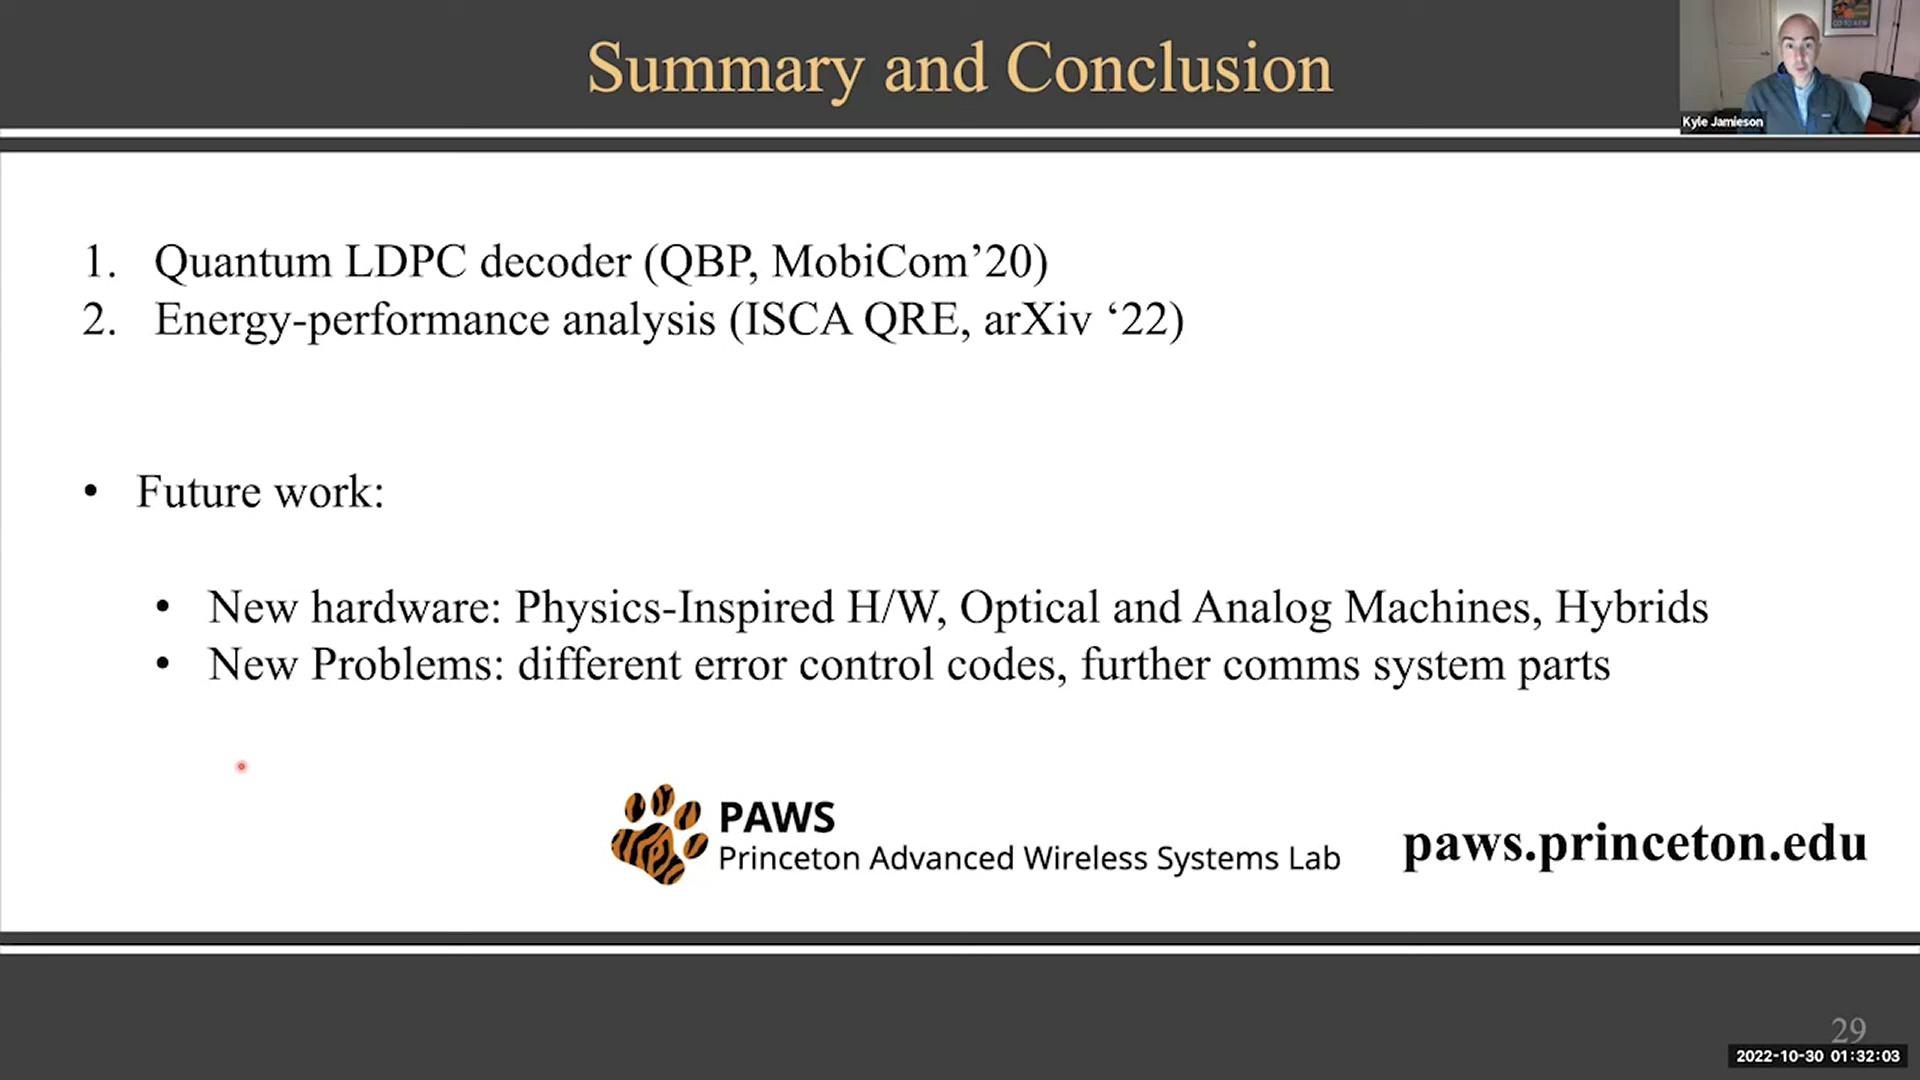 Summary and Conclusion
Kyle Jamieson
1. Quantum LDPC decoder (QBP, MobiCom’20)
2. Energy-performance analysis (ISCA QRE, arXiv ‘22)
• Future work:
• New hardware: Physics-Inspired H/W, Optical and Analog Machines, Hybrids
• New Problems: different error control codes, further comms system parts
PAWS
Princeton Advanced Wireless Systems Lab
paws.princeton.edu
29
2022-10-30 01:32:03